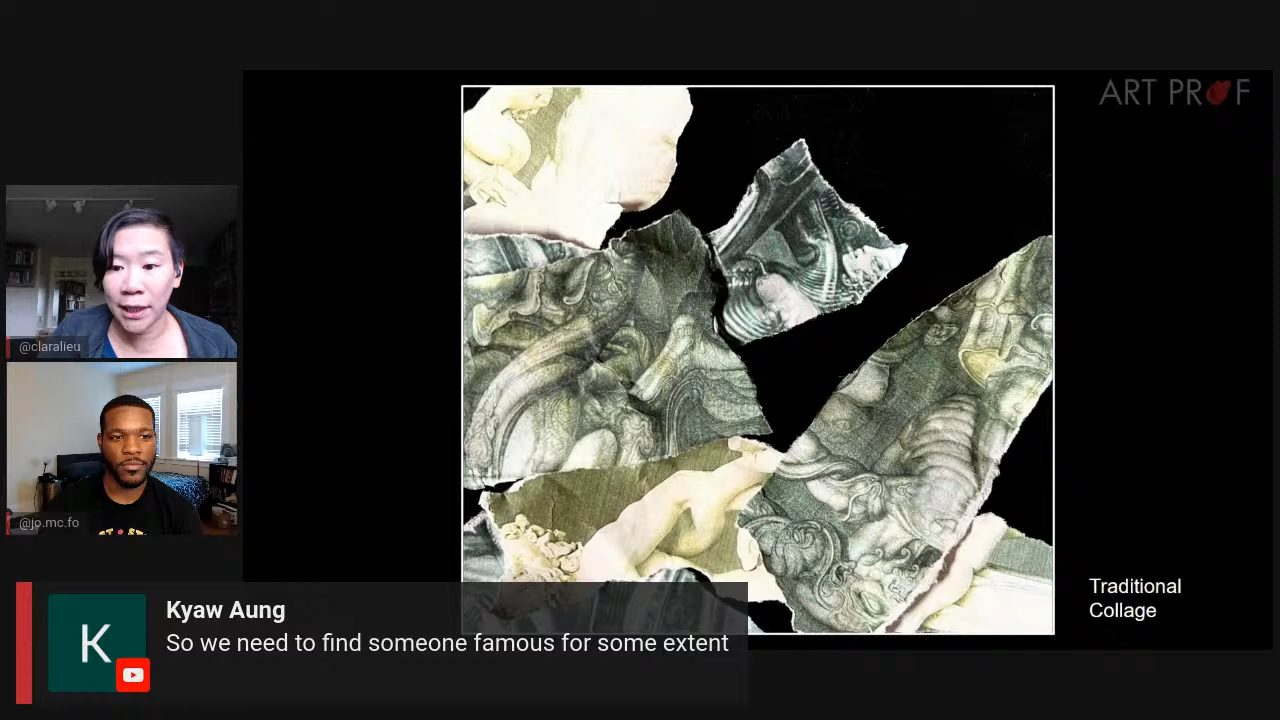 ART PROF
@claralieu
@jo.mc.fo
Traditional
Collage
K
Kyaw Aung
So we need to find someone famous for some extent